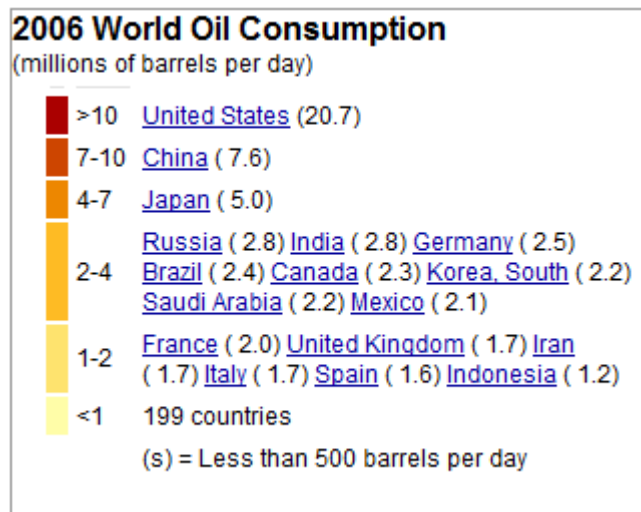 2006 World Oil Consumption
(millions of barrels per day)
>10 United States (20.7)
7-10 China ( 7.6)
4-7 Japan ( 5.0)
2-4 Russia ( 2.8) India ( 2.8) Germany ( 2.5)
Brazil ( 2.4) Canada ( 2.3) Korea, South ( 2.2)
Saudi Arabia ( 2.2) Mexico ( 2.1)
1-2 France ( 2.0) United Kingdom ( 1.7) Iran
( 1.7) Italy ( 1.7) Spain ( 1.6) Indonesia ( 1.2)
<1 199 countries
(s) = Less than 500 barrels per day